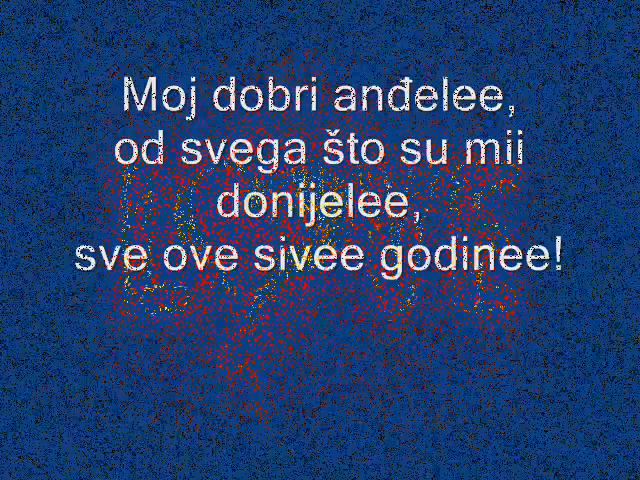 Moj dobri anđelee,
od svega što su mii
donijelee,
sve ove sivee godinee!